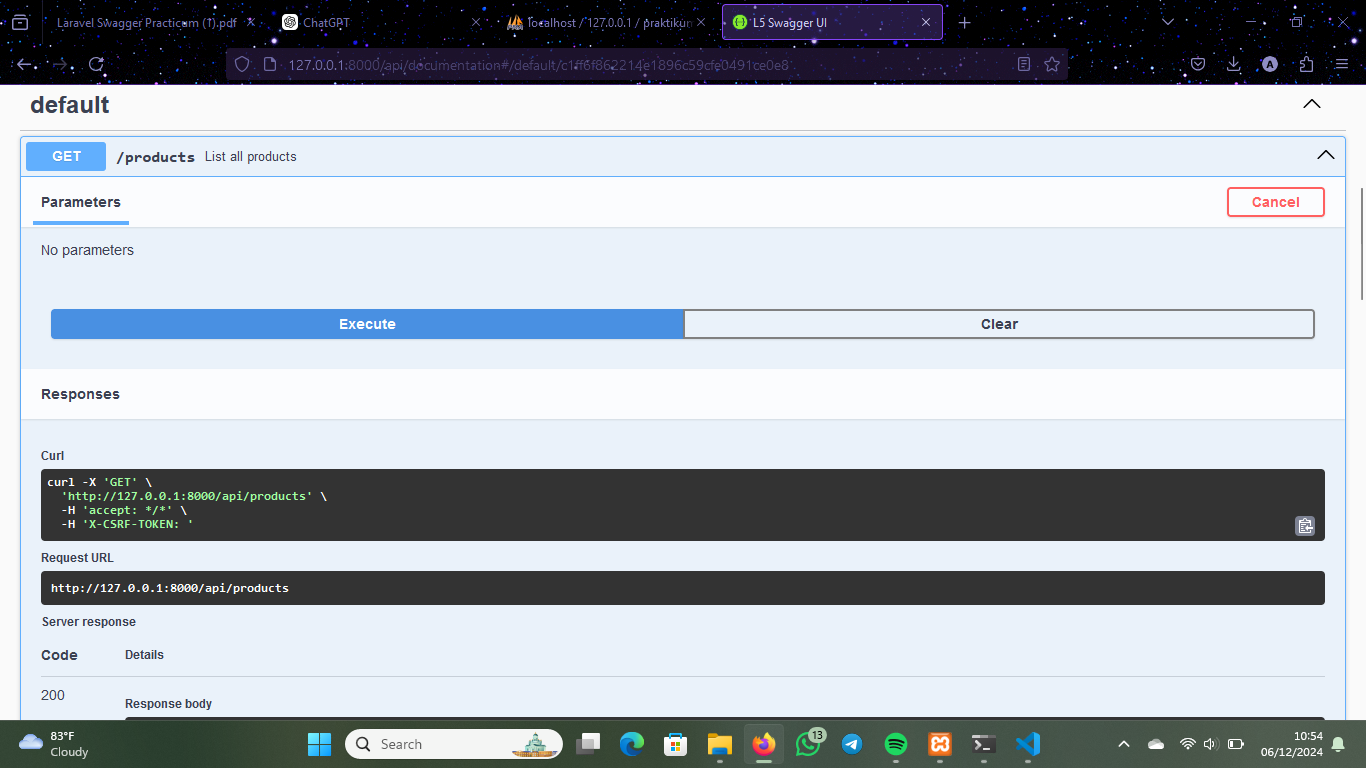 Laravel Swagger Practicum (1).pdf
ChatGPT
localhost / 127.0.0.1 / praktikum
L5 Swagger UI
127.0.0.1:8000/api/documentation#/default/c1ff6f862214e1896c59cfe0491ce0e8
A
default
GET /products List all products
Parameters
Cancel
No parameters
Execute
Clear
Responses
Curl
curl -X 'GET' \
'http://127.0.0.1:8000/api/products' \
-H 'accept: */*' \
-H 'X-CSRF-TOKEN: '
Request URL
http://127.0.0.1:8000/api/products
Server response
Code Details
200
Response body
83°F
Cloudy
Search
13
10:54
06/12/2024